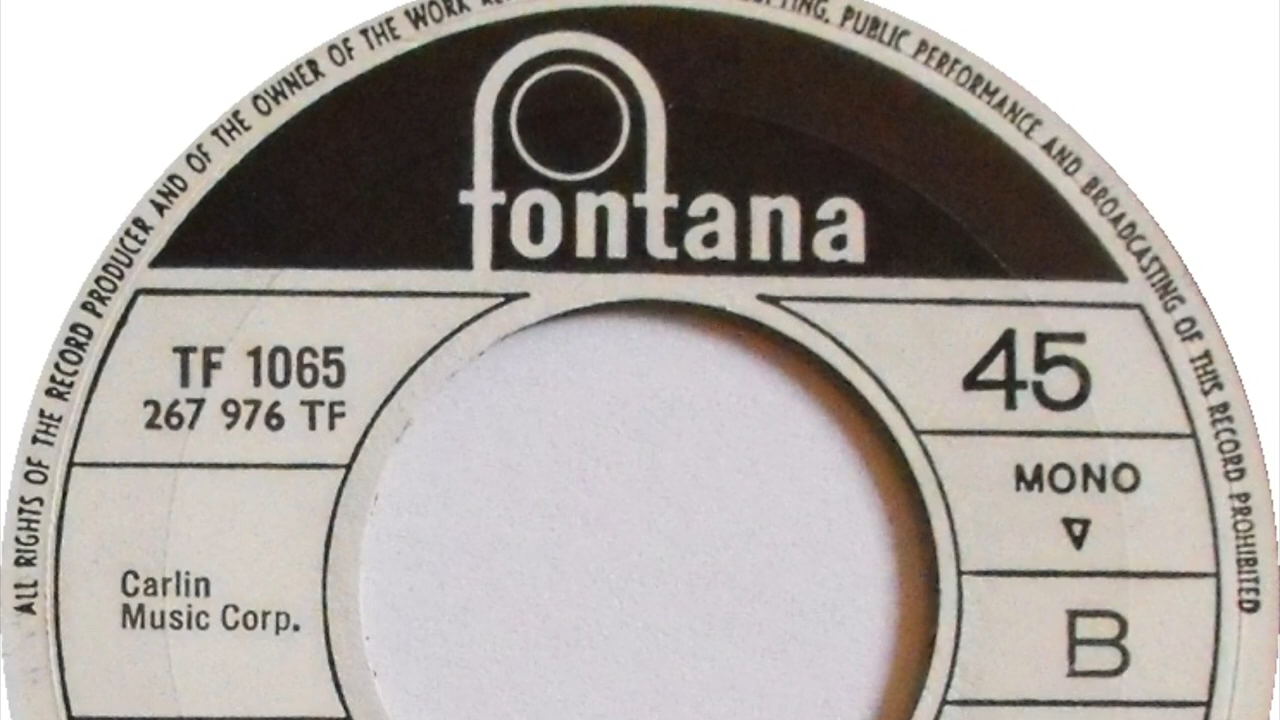 ALL RIGHTS OF THE RECORD PRODUCER AND OF THE OWNER OF THE WORK
PUBLIC PERFORMANCE AND BROADCASTING OF THIS RECORD PROHIBITED
fontana
TF 1065
267 976 TF
45
MONO
Carlin
Music Corp.
B